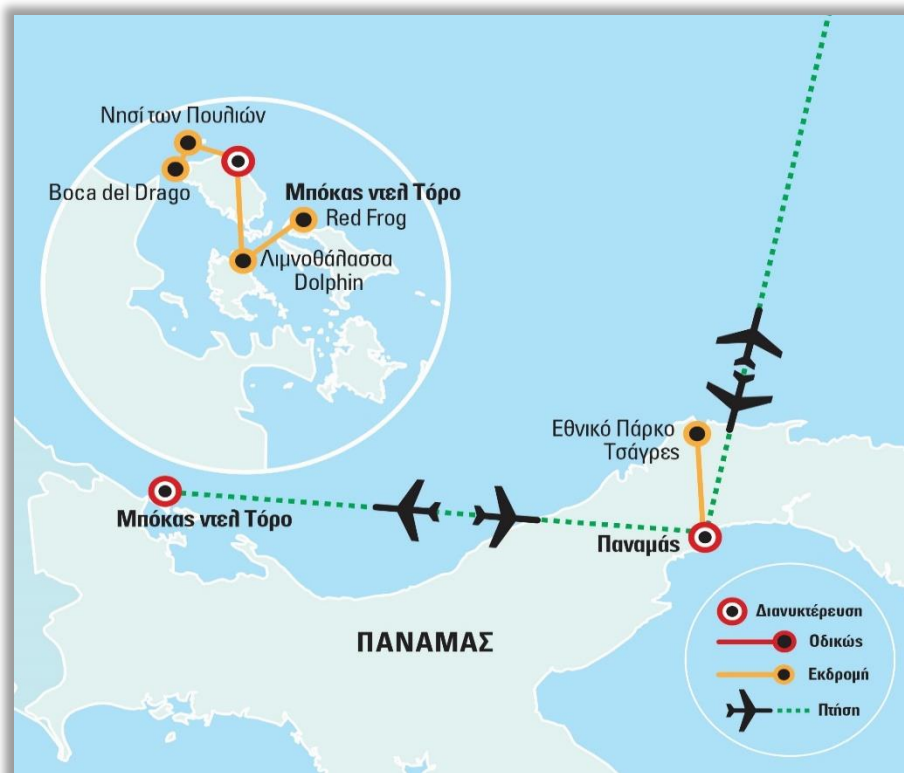 Νησί των Πουλιών
Boca del Drago
Μπόκας ντελ Τόρο
Red Frog
Λιμνοθάλασσα
Dolphin
Εθνικό Πάρκο
Τσάγρες
Μπόκας ντελ Τόρο
Παναμάς
ΠΑΝΑΜΑΣ
Διανυκτέρευση
Οδικώς
Εκδρομή
Πτήση